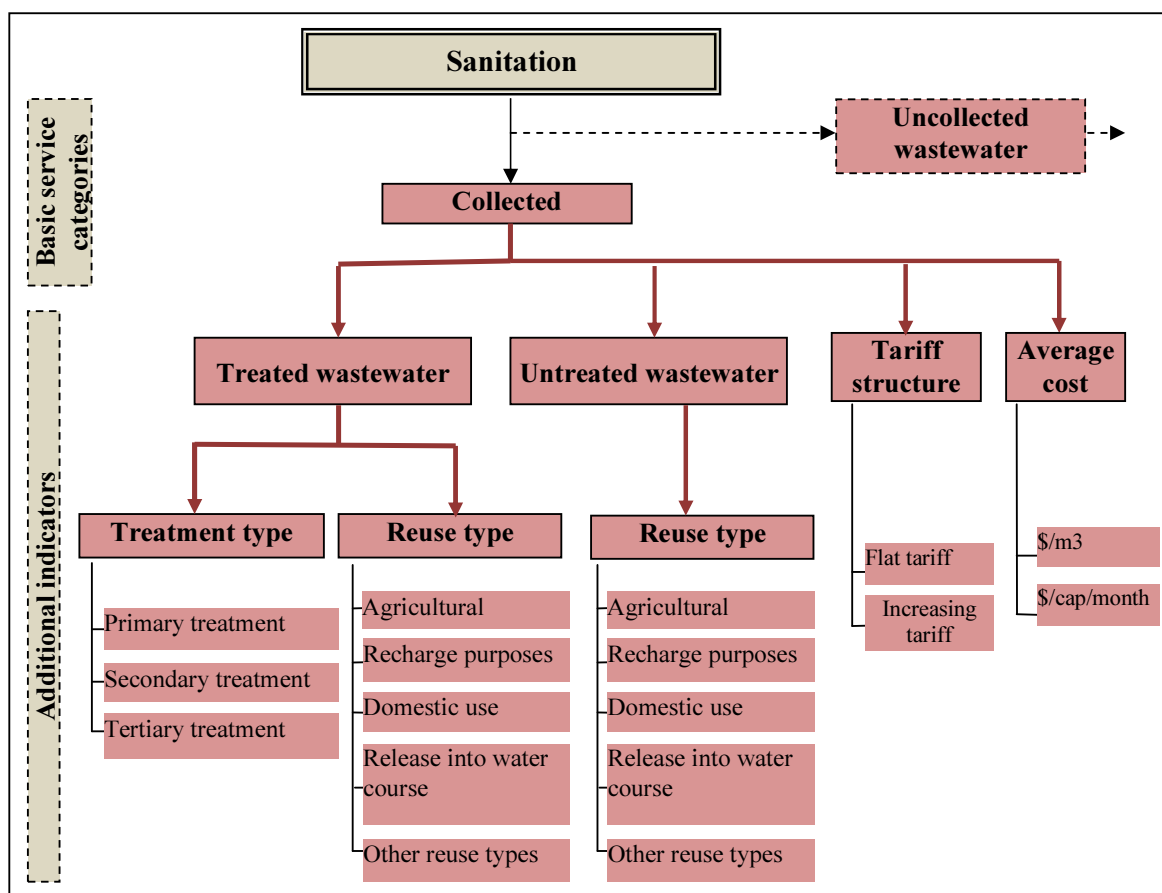 Sanitation
Basic service
categories
Uncollected
wastewater
Collected
Additional indicators
Treated wastewater
Untreated wastewater
Tariff
structure
Average
cost
Treatment type
Reuse type
Reuse type
Primary treatment
Secondary treatment
Tertiary treatment
Agricultural
Recharge purposes
Domestic use
Release into water
course
Other reuse types
Agricultural
Recharge purposes
Domestic use
Release into water
course
Other reuse types
Flat tariff
Increasing
tariff
$/m3
$/cap/month